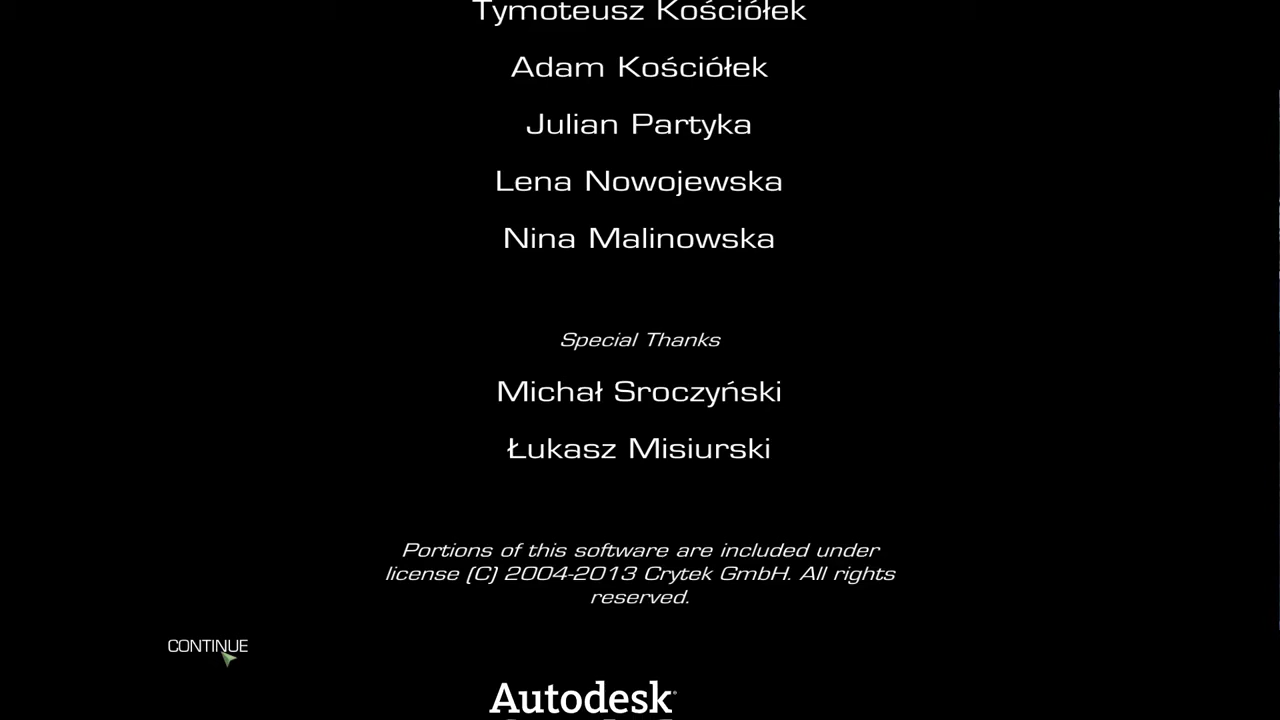 Tymoteusz Kościółek
Adam Kościółek
Julian Partyka
Lena Nowojewska
Nina Malinowska
Special Thanks
Michał Sroczyński
Łukasz Misiurski
Portions of this software are included under
license (C) 2004-2013 Crytek GmbH. All rights
reserved.
CONTINUE
Autodesk